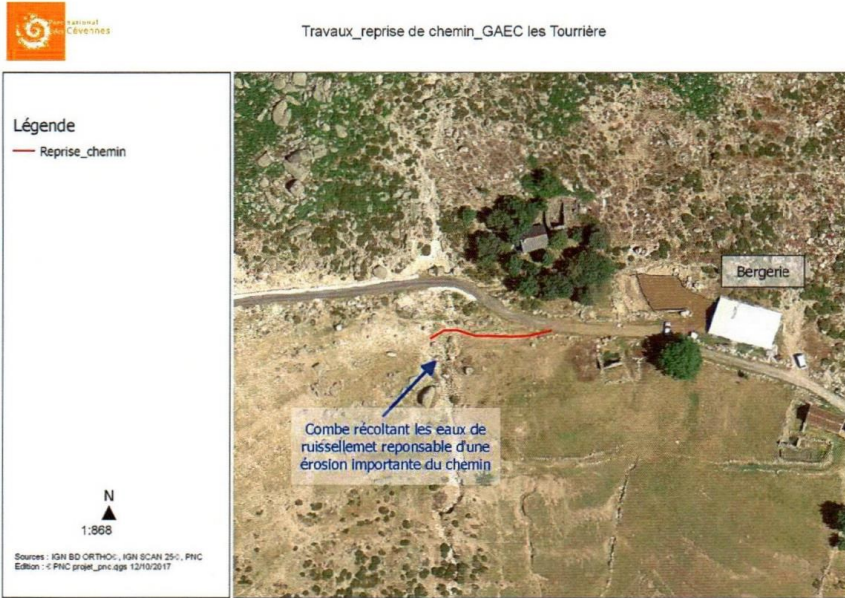 Parc national
des Cévennes
Travaux_reprise de chemin_GAEC les Tourrière
Légende
Reprise_chemin
Bergerie
Combe récoltant les eaux de
ruissellemet reponsable d'une
érosion importante du chemin
N
1:868
Sources : IGN BD ORTHO©, IGN SCAN 25©, PNC
Edition : © PNC projet_pnc.qgs 12/10/2017